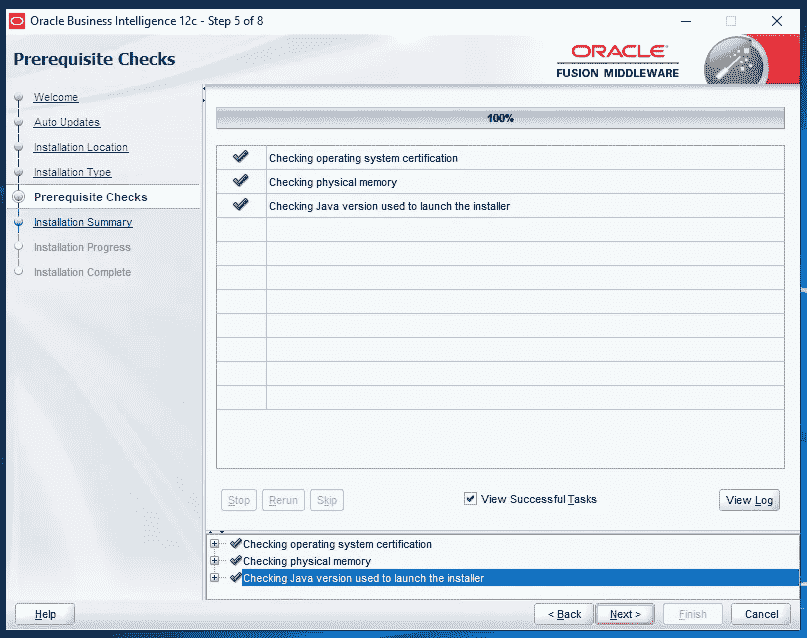 Oracle Business Intelligence 12c - Step 5 of 8
Prerequisite Checks
ORACLE
FUSION MIDDLEWARE
Welcome
Auto Updates
Installation Location
Installation Type
Prerequisite Checks
Installation Summary
Installation Progress
Installation Complete
100%
Checking operating system certification
Checking physical memory
Checking Java version used to launch the installer
Stop Rerun Skip
View Successful Tasks
View Log
Checking operating system certification
Checking physical memory
Checking Java version used to launch the installer
Help
< Back Next > Finish Cancel